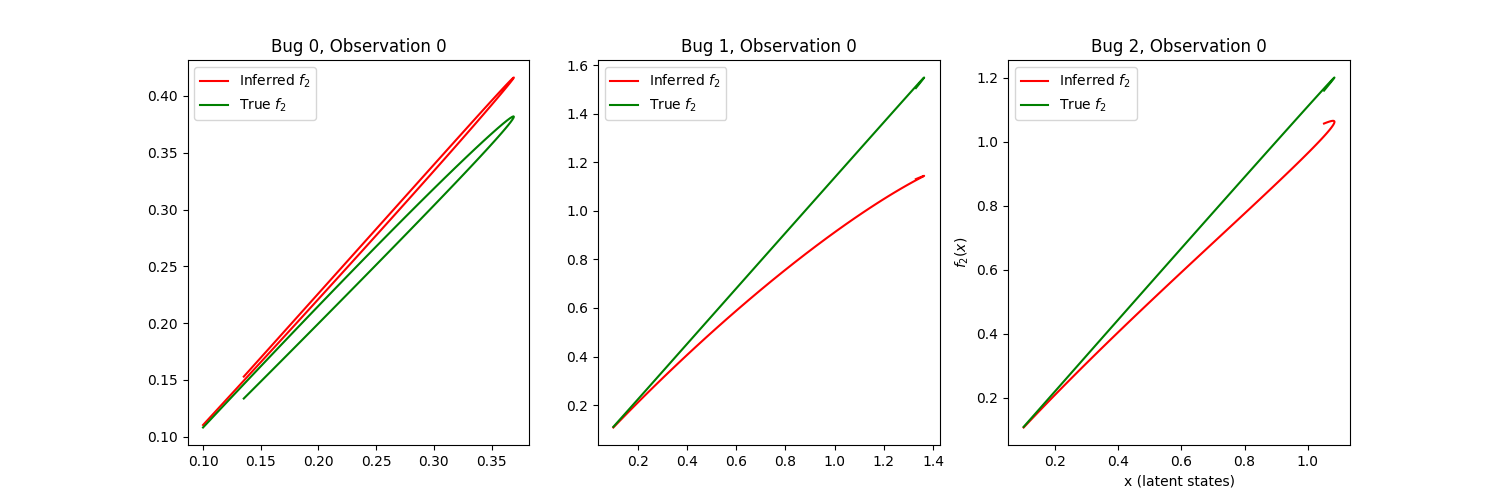 Bug 0, Observation 0
Inferred f₂
True f₂
0.40
0.35
0.30
0.25
0.20
0.15
0.10
0.10 0.15 0.20 0.25 0.30 0.35
Bug 1, Observation 0
Inferred f₂
True f₂
1.6
1.4
1.2
1.0
0.8
0.6
0.4
0.2
0.2 0.4 0.6 0.8 1.0 1.2 1.4
Bug 2, Observation 0
Inferred f₂
True f₂
1.2
1.0
0.8
0.6
0.4
0.2
f₂(x)
0.2 0.4 0.6 0.8 1.0
x (latent states)